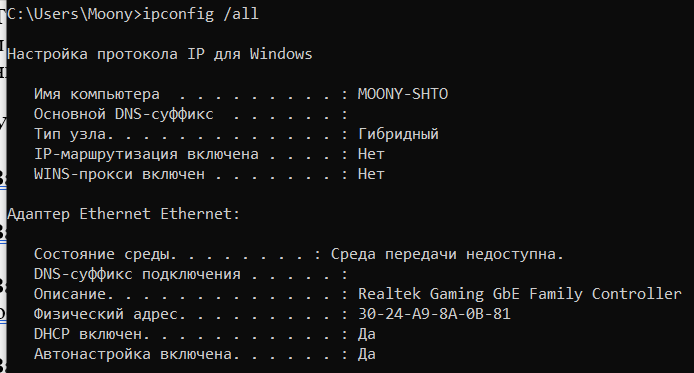 C:\Users\Moony>ipconfig /all
Настройка протокола IP для Windows
Имя компьютера  . . . . . . . . . : MOONY-SHTO
Основной DNS-суффикс  . . . . . . :
Тип узла. . . . . . . . . . . . . : Гибридный
IP-маршрутизация включена . . . . : Нет
WINS-прокси включен . . . . . . . : Нет
Адаптер Ethernet Ethernet:
Состояние среды. . . . . . . . : Среда передачи недоступна.
DNS-суффикс подключения . . . . . :
Описание. . . . . . . . . . . . . : Realtek Gaming GbE Family Controller
Физический адрес. . . . . . . . . : 30-24-A9-8A-0B-81
DHCP включен. . . . . . . . . . . : Да
Автонастройка включена. . . . . . : Да